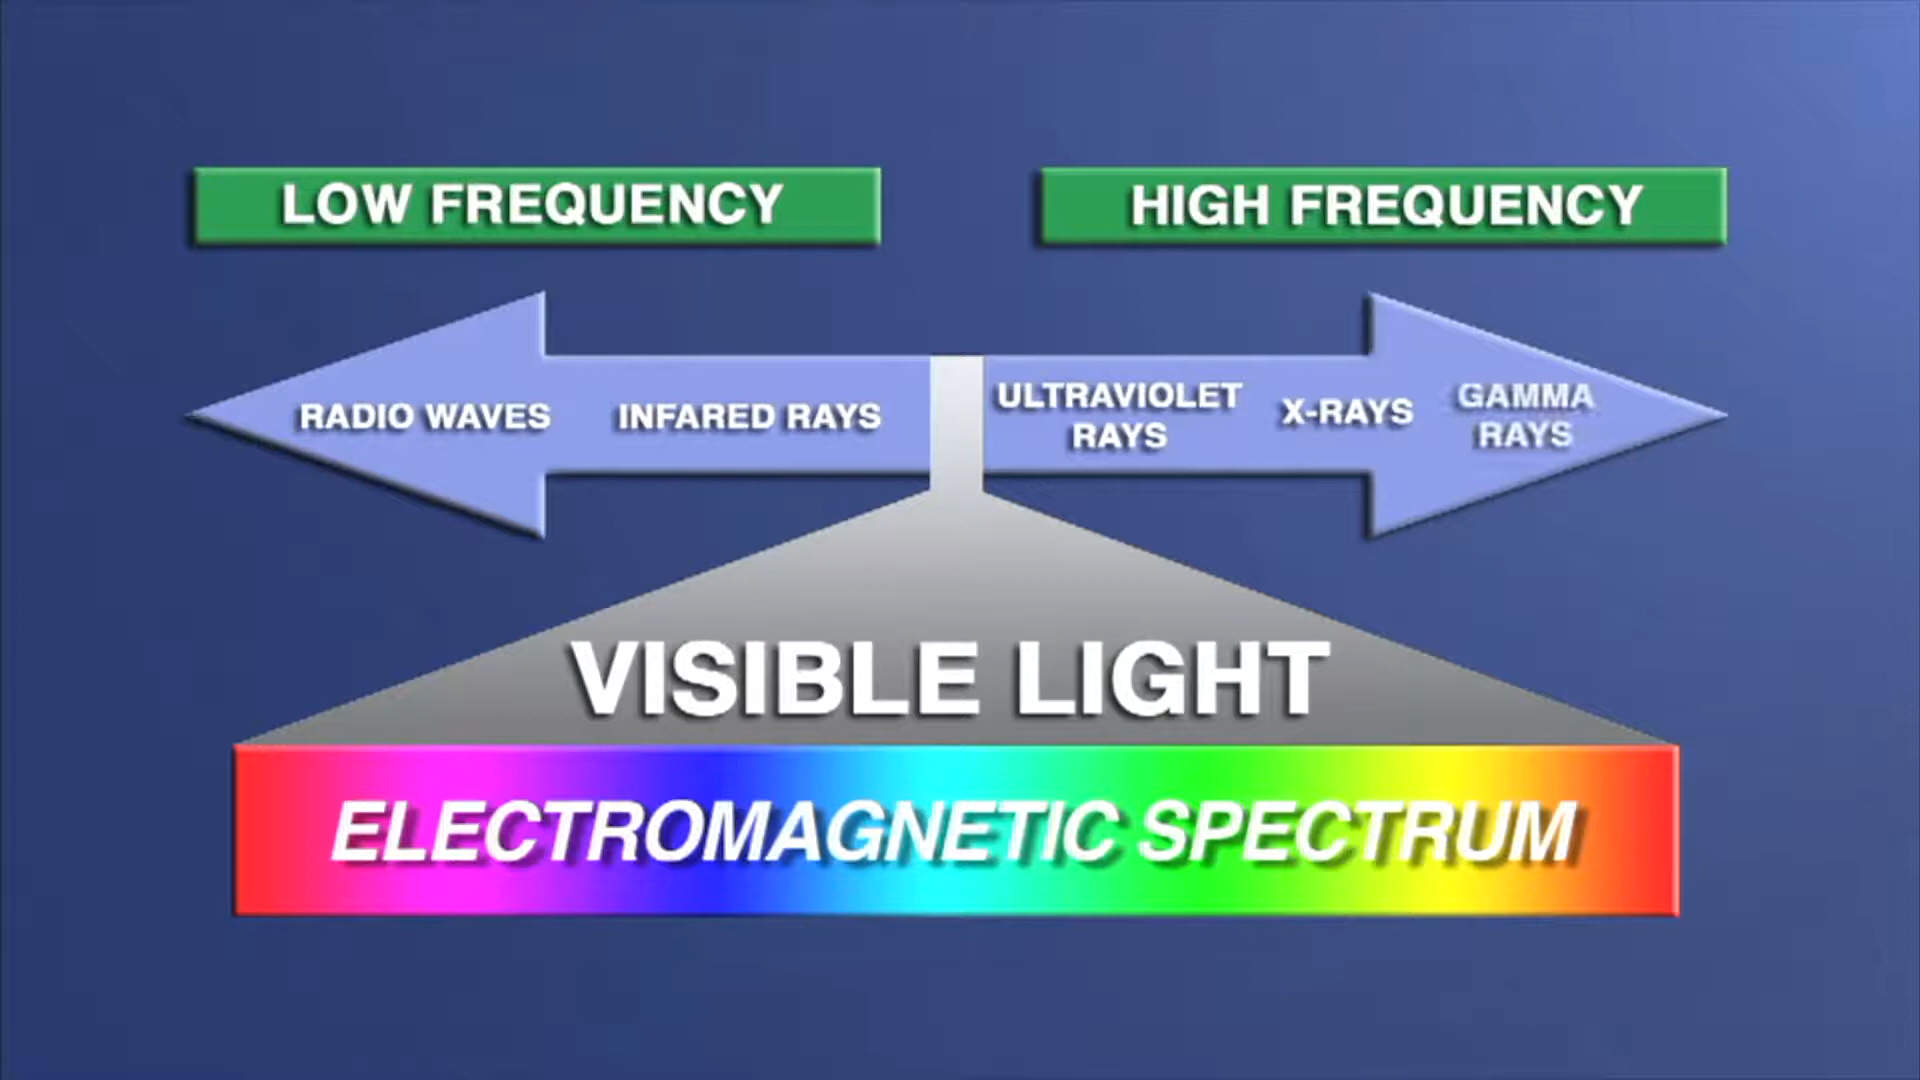 LOW FREQUENCY
HIGH FREQUENCY
RADIO WAVES
INFARED RAYS
ULTRAVIOLET
RAYS
X-RAYS
GAMMA
RAYS
VISIBLE LIGHT
ELECTROMAGNETIC SPECTRUM